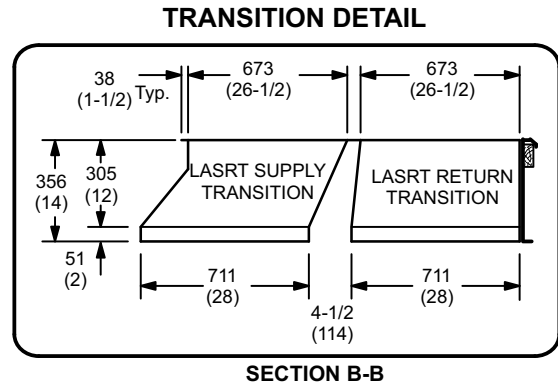 TRANSITION DETAIL
38
(1-1/2) Typ.
673
(26-1/2)
673
(26-1/2)
356
(14)
305
(12)
LASRT SUPPLY
TRANSITION
LASRT RETURN
TRANSITION
51
(2)
711
(28)
4-1/2
(114)
711
(28)
SECTION B-B